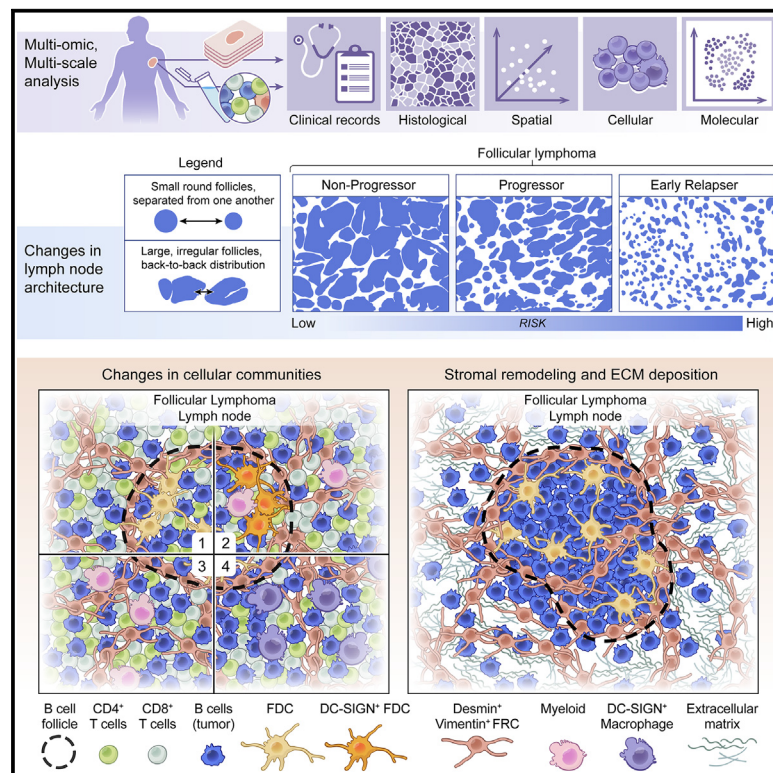 Multi-omic,
Multi-scale
analysis
Clinical records
Histological
Spatial
Cellular
Molecular
Changes in
lymph node
architecture
Legend
Small round follicles,
separated from one another
Large, irregular follicles,
back-to-back distribution
Follicular lymphoma
Non-Progressor
Progressor
Early Relapser
Low
RISK
High
Changes in cellular communities
Follicular Lymphoma
Lymph node
1
2
3
4
Stromal remodeling and ECM deposition
Follicular Lymphoma
Lymph node
B cell
follicle
CD4+
T cells
CD8+
T cells
B cells
(tumor)
FDC
DC-SIGN+ FDC
Desmin+
Vimentin+ FRC
Myeloid
DC-SIGN+
Macrophage
Extracellular
matrix